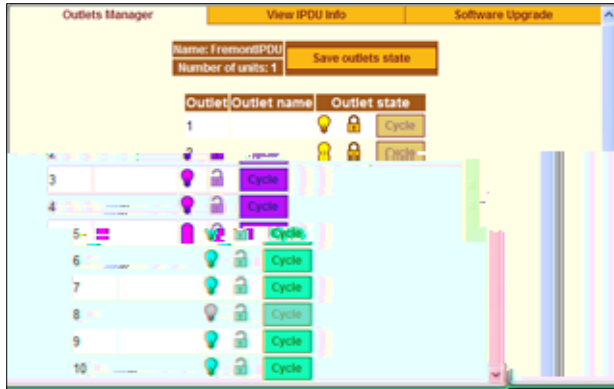 Outlets Manager View IPDU Info Software Upgrade
Name: FremontIPDU
Number of units: 1
Save outlets state
Outlet Outlet name Outlet state
1 Cycle
2 Cycle
3 Cycle
4 Cycle
5 Cycle
6 Cycle
7 Cycle
8 Cycle
9 Cycle
10 Cycle